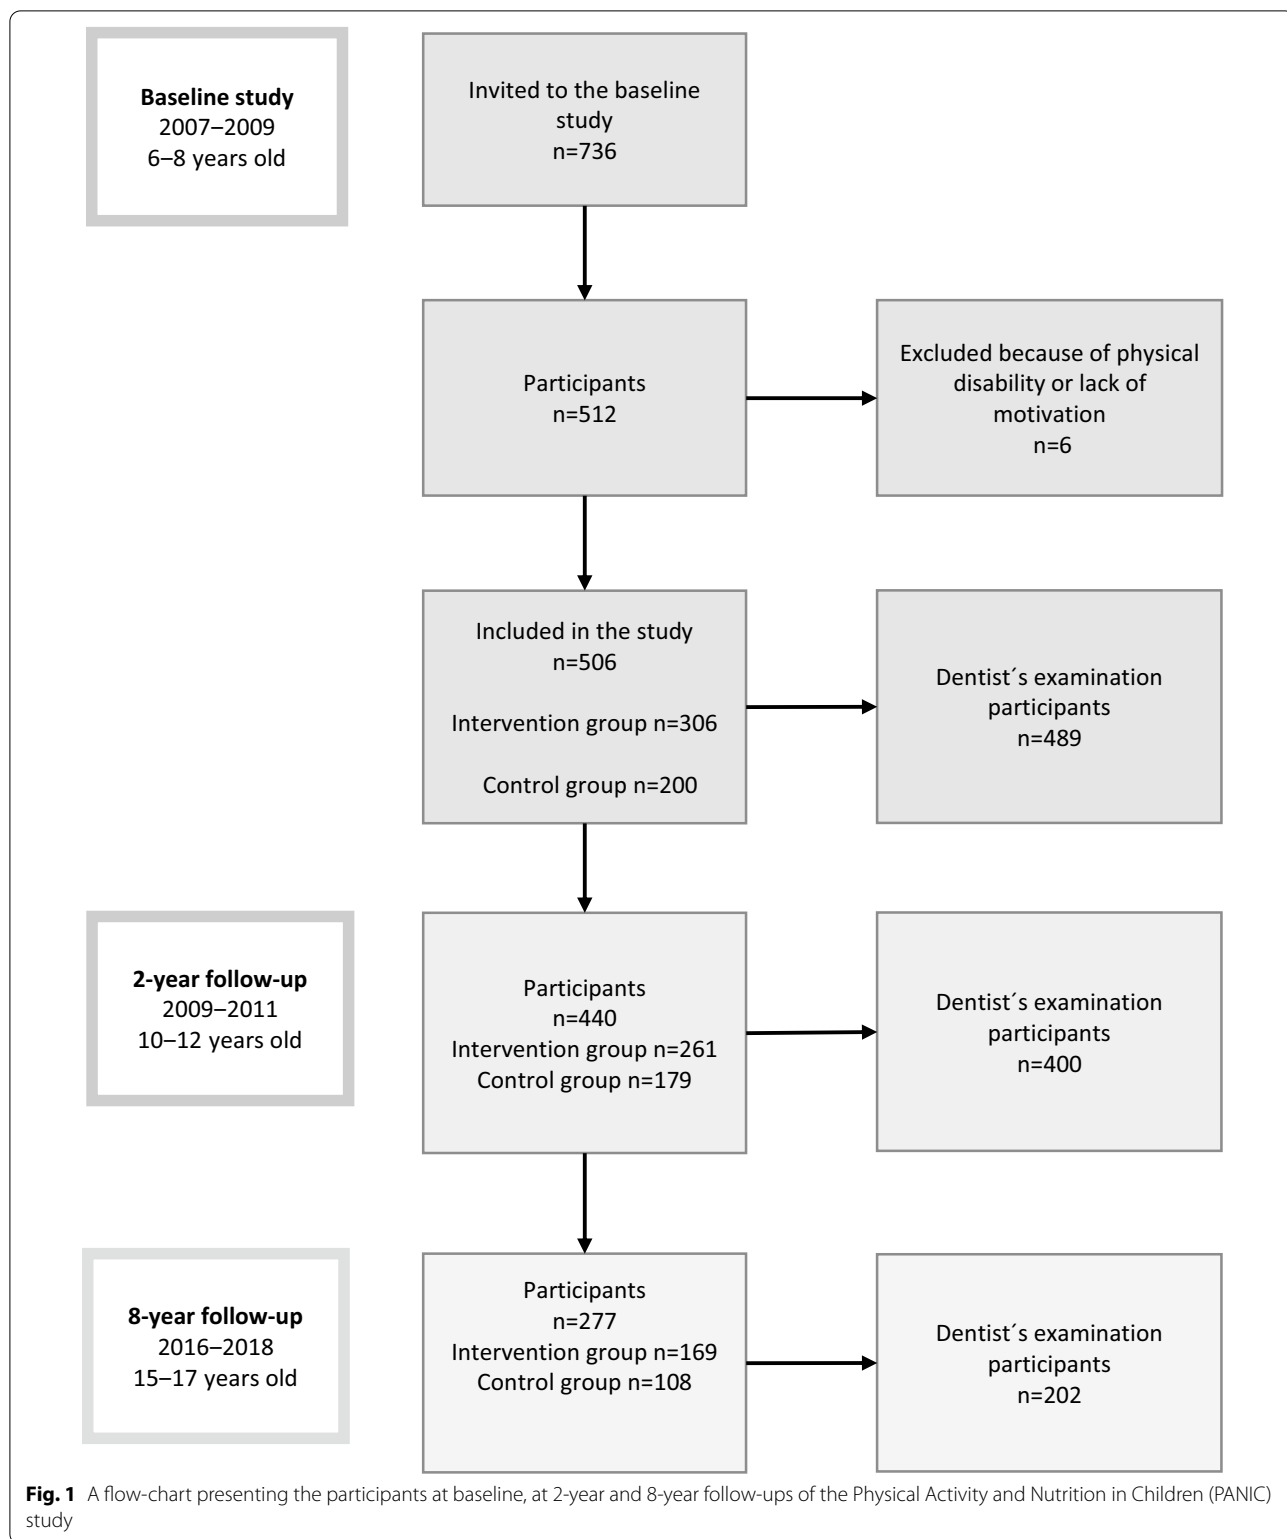 Baseline study
2007–2009
6–8 years old
Invited to the baseline
study
n=736
Participants
n=512
Excluded because of physical
disability or lack of
motivation
n=6
Included in the study
n=506
Intervention group n=306
Control group n=200
Dentist´s examination
participants
n=489
2-year follow-up
2009–2011
10–12 years old
Participants
n=440
Intervention group n=261
Control group n=179
Dentist´s examination
participants
n=400
8-year follow-up
2016–2018
15–17 years old
Participants
n=277
Intervention group n=169
Control group n=108
Dentist´s examination
participants
n=202
Fig. 1 A flow-chart presenting the participants at baseline, at 2-year and 8-year follow-ups of the Physical Activity and Nutrition in Children (PANIC)
study